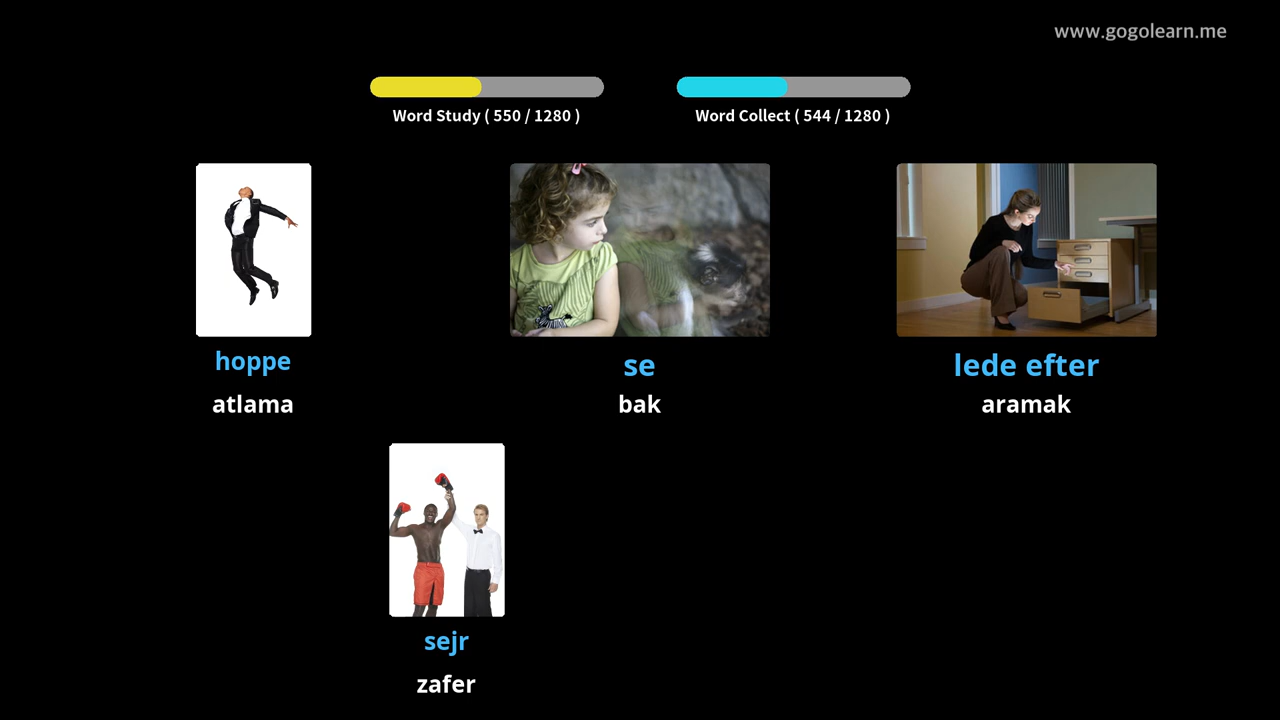 www.gogolearn.me
Word Study ( 550 / 1280 )
Word Collect ( 544 / 1280 )
hoppe
atlama
se
bak
lede efter
aramak
sejr
zafer